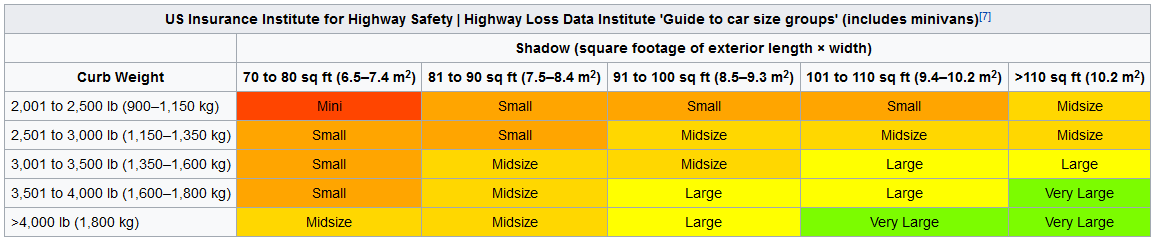 US Insurance Institute for Highway Safety | Highway Loss Data Institute 'Guide to car size groups' (includes minivans)[7]
Shadow (square footage of exterior length × width)
Curb Weight 70 to 80 sq ft (6.5–7.4 m2) 81 to 90 sq ft (7.5–8.4 m2) 91 to 100 sq ft (8.5–9.3 m2) 101 to 110 sq ft (9.4–10.2 m2) >110 sq ft (10.2 m2)
2,001 to 2,500 lb (900–1,150 kg) Mini Small Small Small Midsize
2,501 to 3,000 lb (1,150–1,350 kg) Small Small Midsize Midsize Midsize
3,001 to 3,500 lb (1,350–1,600 kg) Small Midsize Midsize Large Large
3,501 to 4,000 lb (1,600–1,800 kg) Small Midsize Large Large Very Large
>4,000 lb (1,800 kg) Midsize Midsize Large Very Large Very Large